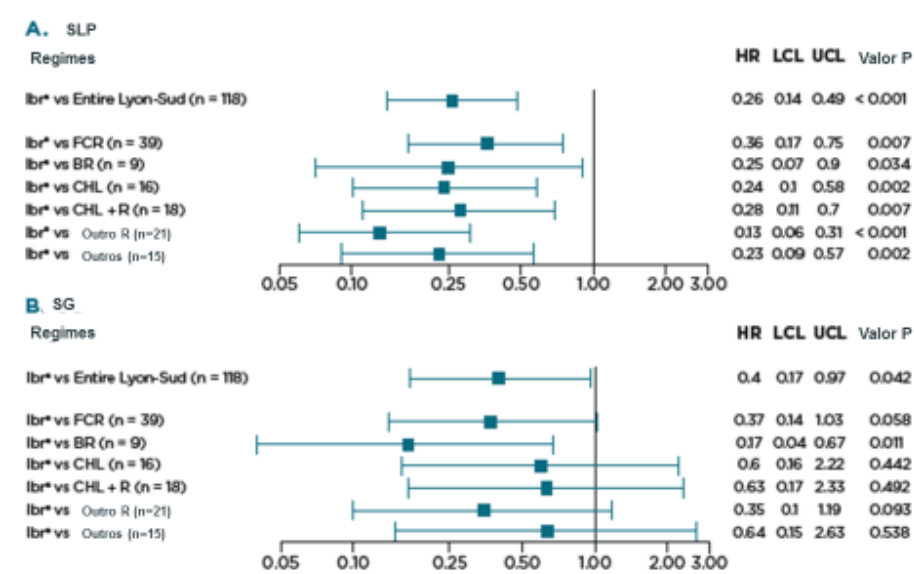 A. SLP
Regimes HR LCL UCL Valor P
Ibr* vs Entire Lyon-Sud (n = 118) 0.26 0.14 0.49 < 0.001
Ibr* vs FCR (n = 39) 0.36 0.17 0.75 0.007
Ibr* vs BR (n = 9) 0.25 0.07 0.9 0.034
Ibr* vs CHL (n = 16) 0.24 0.1 0.58 0.002
Ibr* vs CHL + R (n = 18) 0.28 0.11 0.7 0.007
Ibr* vs Outro R (n=21) 0.13 0.06 0.31 < 0.001
Ibr* vs Outros (n=15) 0.23 0.09 0.57 0.002
0.05 0.10 0.25 0.50 1.00 2.00 3.00
B. SG
Regimes HR LCL UCL Valor P
Ibr* vs Entire Lyon-Sud (n = 118) 0.4 0.17 0.97 0.042
Ibr* vs FCR (n = 39) 0.37 0.14 1.03 0.058
Ibr* vs BR (n = 9) 0.17 0.04 0.67 0.011
Ibr* vs CHL (n = 16) 0.6 0.16 2.22 0.442
Ibr* vs CHL + R (n = 18) 0.63 0.17 2.33 0.492
Ibr* vs Outro R (n=21) 0.35 0.1 1.19 0.093
Ibr* vs Outros (n=15) 0.64 0.15 2.63 0.538
0.05 0.10 0.25 0.50 1.00 2.00 3.00